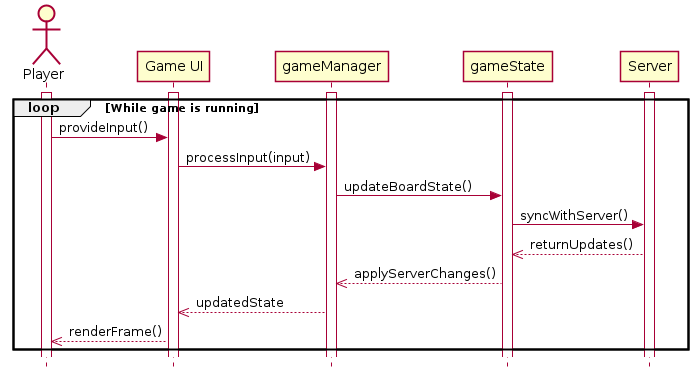 Player
Game UI
gameManager
gameState
Server
loop [While game is running]
provideInput()
processInput(input)
updateBoardState()
syncWithServer()
returnUpdates()
applyServerChanges()
updatedState
renderFrame()